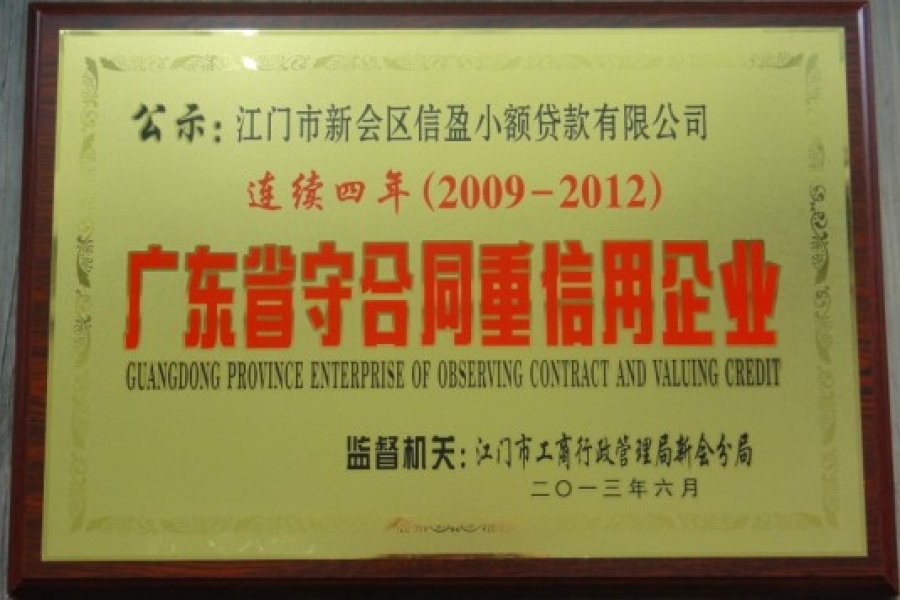 公示：江门市新会区信盈小额贷款有限公司
连续四年(2009-2012)
广东省守合同重信用企业
GUANGDONG PROVINCE ENTERPRISE OF OBSERVING CONTRACT AND VALUING CREDIT
监督机关：江门市工商行政管理局新会分局
二〇一三年六月